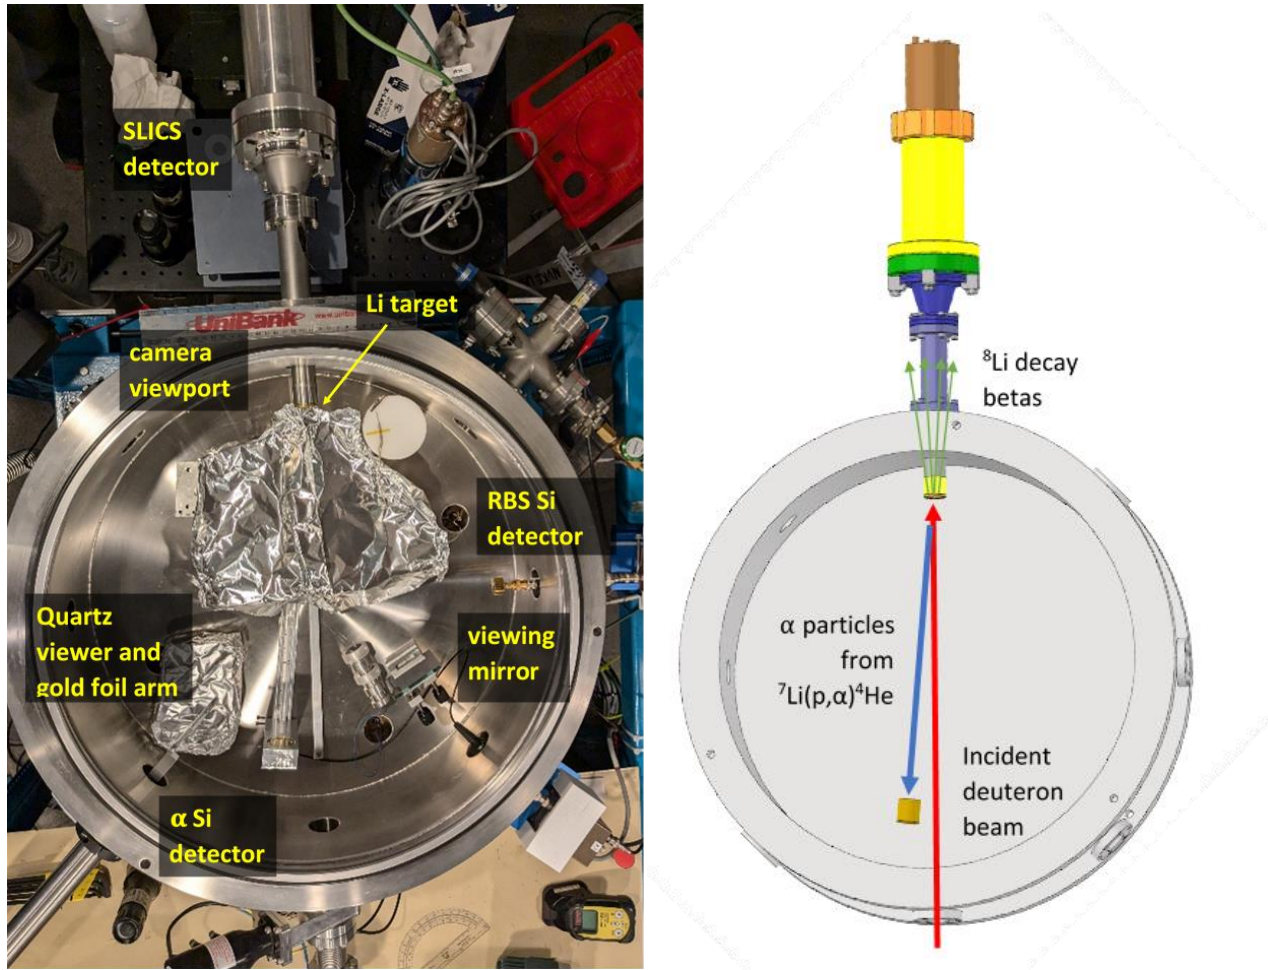 SLICS
detector
Li target
UniBank
camera
viewport
RBS Si
detector
Quartz
viewer and
gold foil arm
viewing
mirror
α Si
detector
⁸Li decay
betas
α particles
from
⁷Li(p,α)⁴He
Incident
deuteron
beam